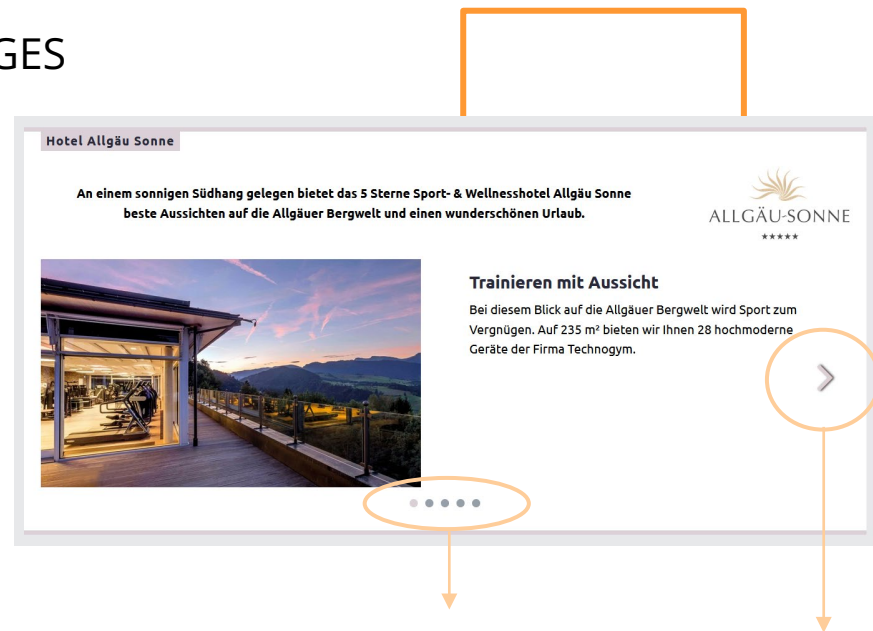 GES
Hotel Allgäu Sonne
An einem sonnigen Südhang gelegen bietet das 5 Sterne Sport- & Wellnesshotel Allgäu Sonne
beste Aussichten auf die Allgäuer Bergwelt und einen wunderschönen Urlaub.
ALLGÄU-SONNE
★★★★★
Trainieren mit Aussicht
Bei diesem Blick auf die Allgäuer Bergwelt wird Sport zum
Vergnügen. Auf 235 m² bieten wir Ihnen 28 hochmoderne
Geräte der Firma Technogym.